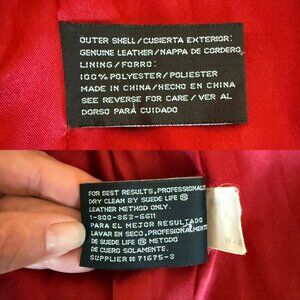 OUTER SHELL/CUBIERTA EXTERIOR:
GENUINE LEATHER/NAPPA DE CORDERO
LINING/FORRO:
100% POLYESTER/POLIESTER
MADE IN CHINA/HECHO EN CHINA
SEE REVERSE FOR CARE/VER AL
DORSO PARA CUIDADO
FOR BEST RESULTS, PROFESSIONALLY
DRY CLEAN BY SUEDE LIFE ®
LEATHER METHOD ONLY.
1-800-863-6611
PARA EL MEJOR RESULTADO
LAVAR EN SECO, PROFESIONALMENTE
DE SUEDE LIFE ® METODO
DE CUERO SOLAMENTE.
SUPPLIER 71675-3